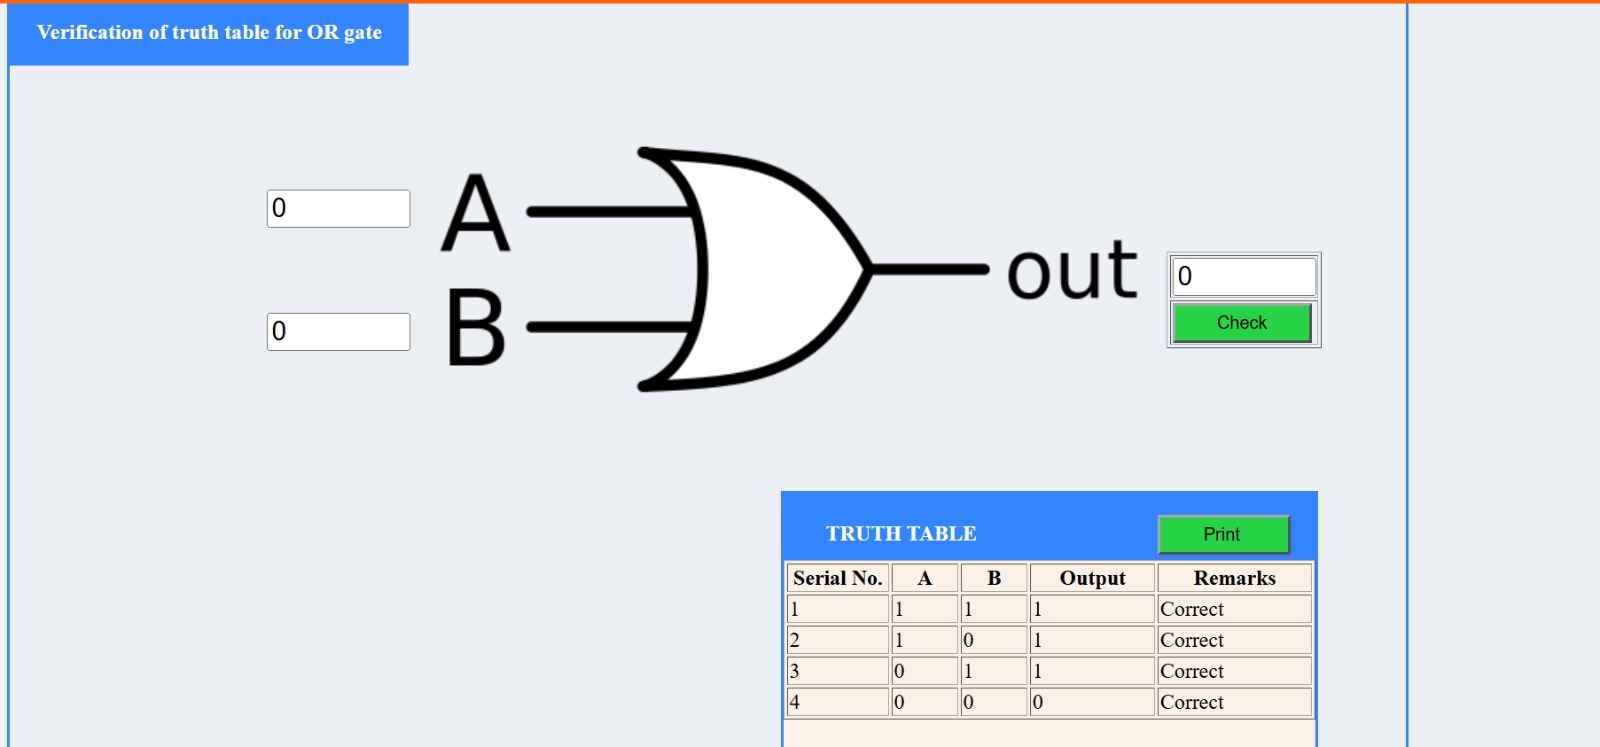 Verification of truth table for OR gate
0 A
out 0
Check
0 B
TRUTH TABLE Print
Serial No. A B Output Remarks
1 1 1 1 Correct
2 1 0 1 Correct
3 0 1 1 Correct
4 0 0 0 Correct